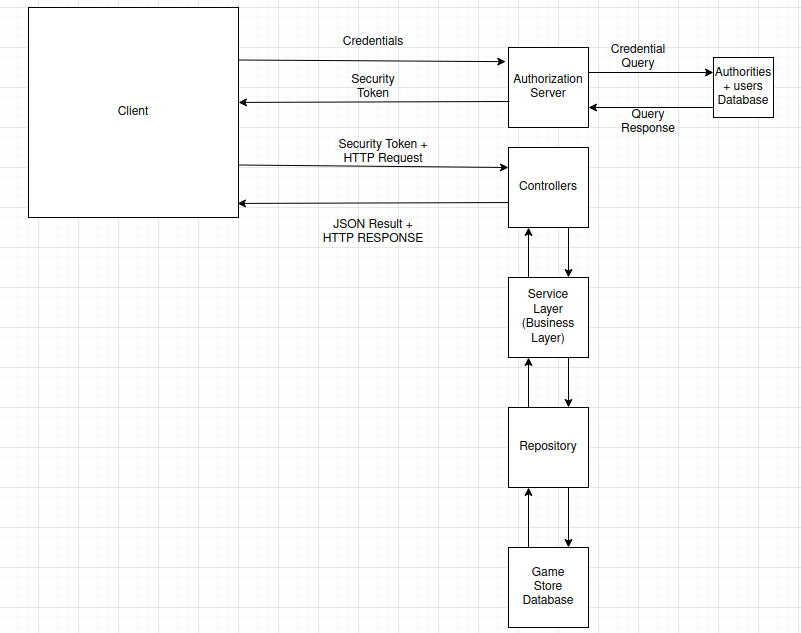 Credentials
Credential
Query
Security
Token
Authorization
Server
Authorities
+ users
Database
Client
Query
Response
Security Token +
HTTP Request
Controllers
JSON Result +
HTTP RESPONSE
Service
Layer
(Business
Layer)
Repository
Game
Store
Database